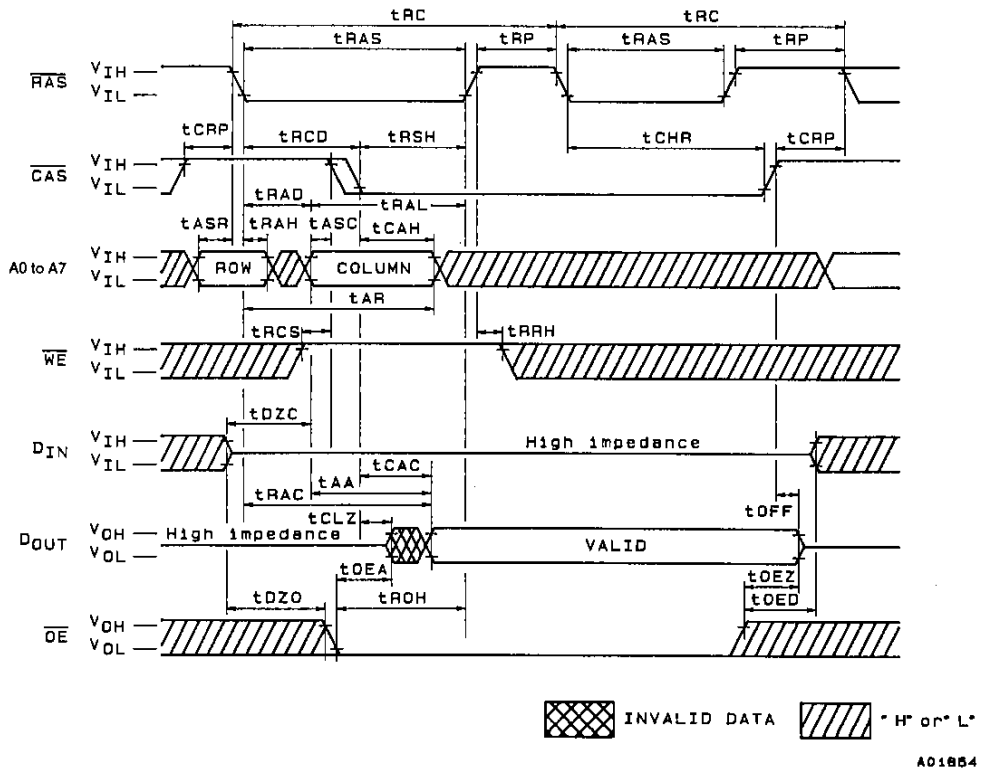 tRC tRC
tRAS tRP tRAS tRP
RAS VIH
VIL
tCRP tRCD tRSH tCHR tCRP
CAS VIH
VIL
tRAD tRAL
tASR tRAH tASC tCAH
A0 to A7 VIH ROW COLUMN
VIL
tAR
tRCS tRRH
WE VIH
VIL
tDZC
DIN VIH High impedance
VIL
tCAC
tAA
tRAC tOFF
tCLZ
DOUT VOH High impedance VALID
VOL
tOEA tOEZ
tDZO tROH tOED
OE VOH
VOL
INVALID DATA "H" or "L"
A01854